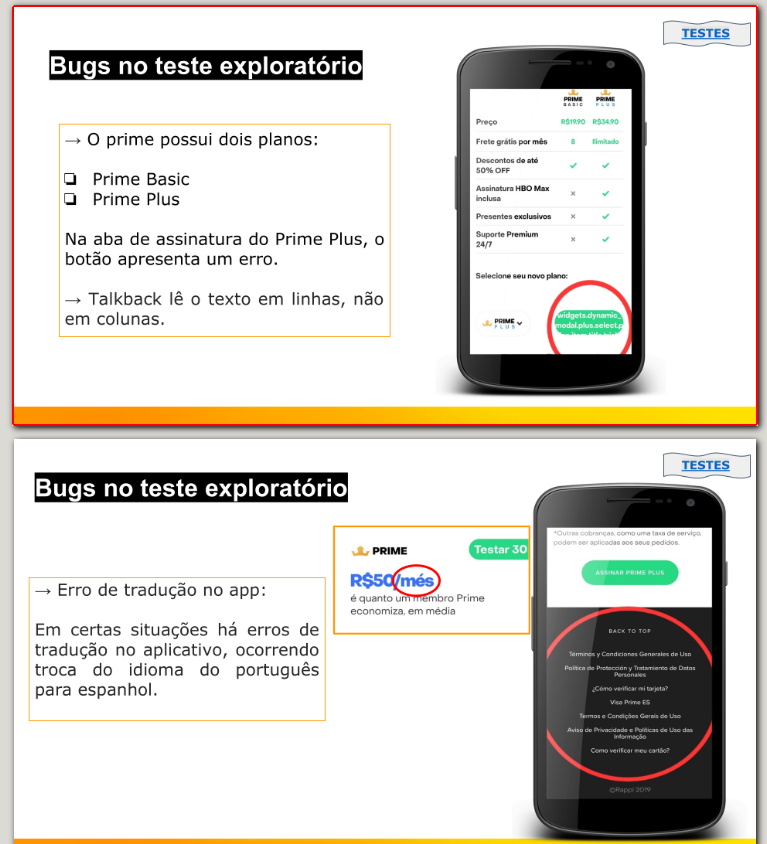 TESTES
Bugs no teste exploratório
→ O prime possui dois planos:
❏ Prime Basic
❏ Prime Plus
Na aba de assinatura do Prime Plus, o
botão apresenta um erro.
→ Talkback lê o texto em linhas, não
em colunas.
PRIME PRIME
BASIC PLUS
Preço R$19.90 R$34.90
Frete grátis por mês 8 Ilimitado
Descontos de até
50% OFF
Assinatura HBO Max
inclusa
Presentes exclusivos
Suporte Premium
24/7
Selecione seu novo plano:
PRIME
PLUS
widgets.dynamic_
modal.plus.select.p
TESTES
Bugs no teste exploratório
→ Erro de tradução no app:
Em certas situações há erros de
tradução no aplicativo, ocorrendo
troca do idioma do português
para espanhol.
PRIME
Testar 30
R$50/més
é quanto um membro Prime
economiza, em média
*Outras cobranças, como uma taxa de serviço,
podem ser aplicadas aos seus pedidos.
ASSINAR PRIME PLUS
BACK TO TOP
Términos y Condiciones Generales de Uso
Política de Protección y Tratamiento de Datos
Personales
¿Cómo verificar mi tarjeta?
Visa Prime ES
Termos e Condições Gerais de Uso
Aviso de Privacidade e Políticas de Uso das
Informação
Como verificar meu cartão?
©Rappi 2019